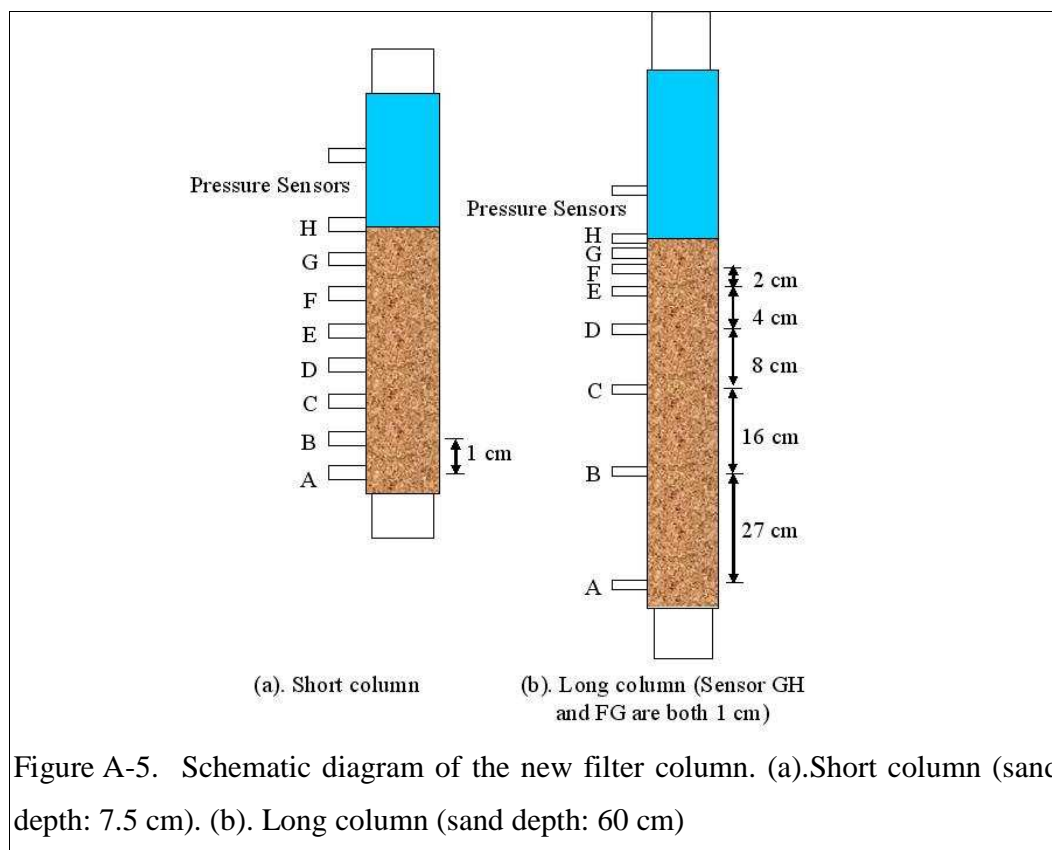 Pressure Sensors
H
G
F
E
D
C
B
A
1 cm
(a). Short column
Pressure Sensors
H
G
F
E
D
C
B
A
2 cm
4 cm
8 cm
16 cm
27 cm
(b). Long column (Sensor GH
and FG are both 1 cm)
Figure A-5. Schematic diagram of the new filter column. (a).Short column (sand
depth: 7.5 cm). (b). Long column (sand depth: 60 cm)